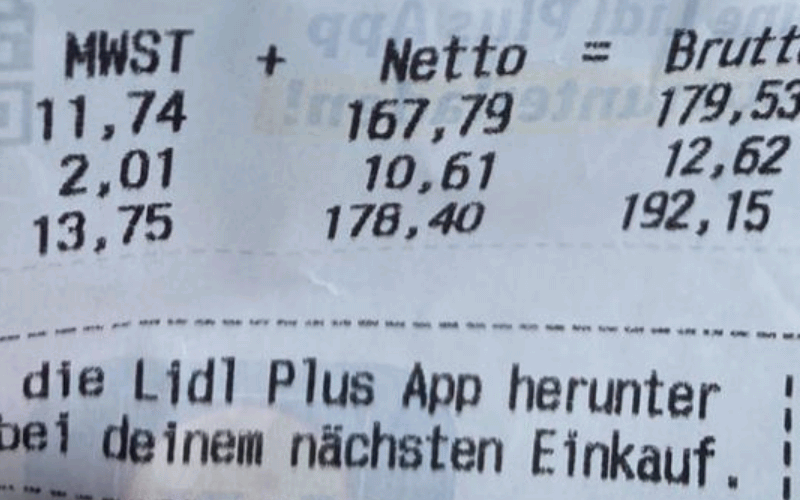 MWST + Netto = Brutt
11,74 167,79 179,53
2,01 10,61 12,62
13,75 178,40 192,15
die Lidl Plus App herunter
bei deinem nächsten Einkauf.